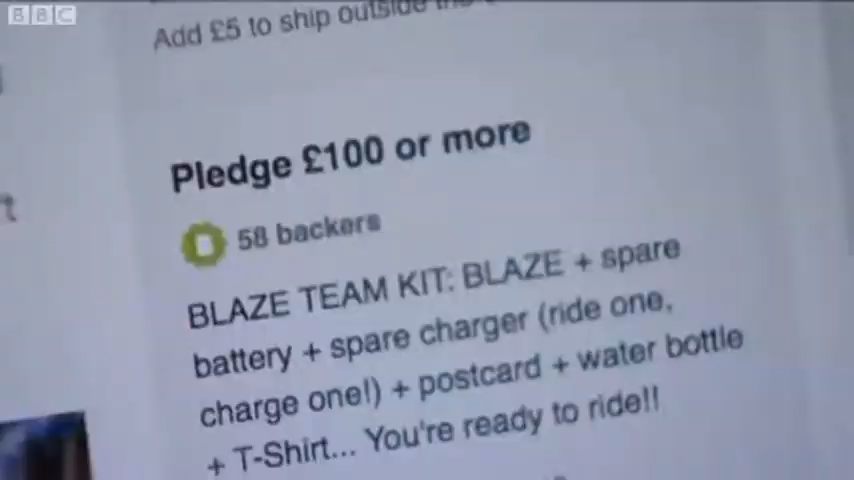 BBC
Add £5 to ship outside the
Pledge £100 or more
58 backers
BLAZE TEAM KIT: BLAZE + spare
battery + spare charger (ride one,
charge one!) + postcard + water bottle
+ T-Shirt... You're ready to ride!!